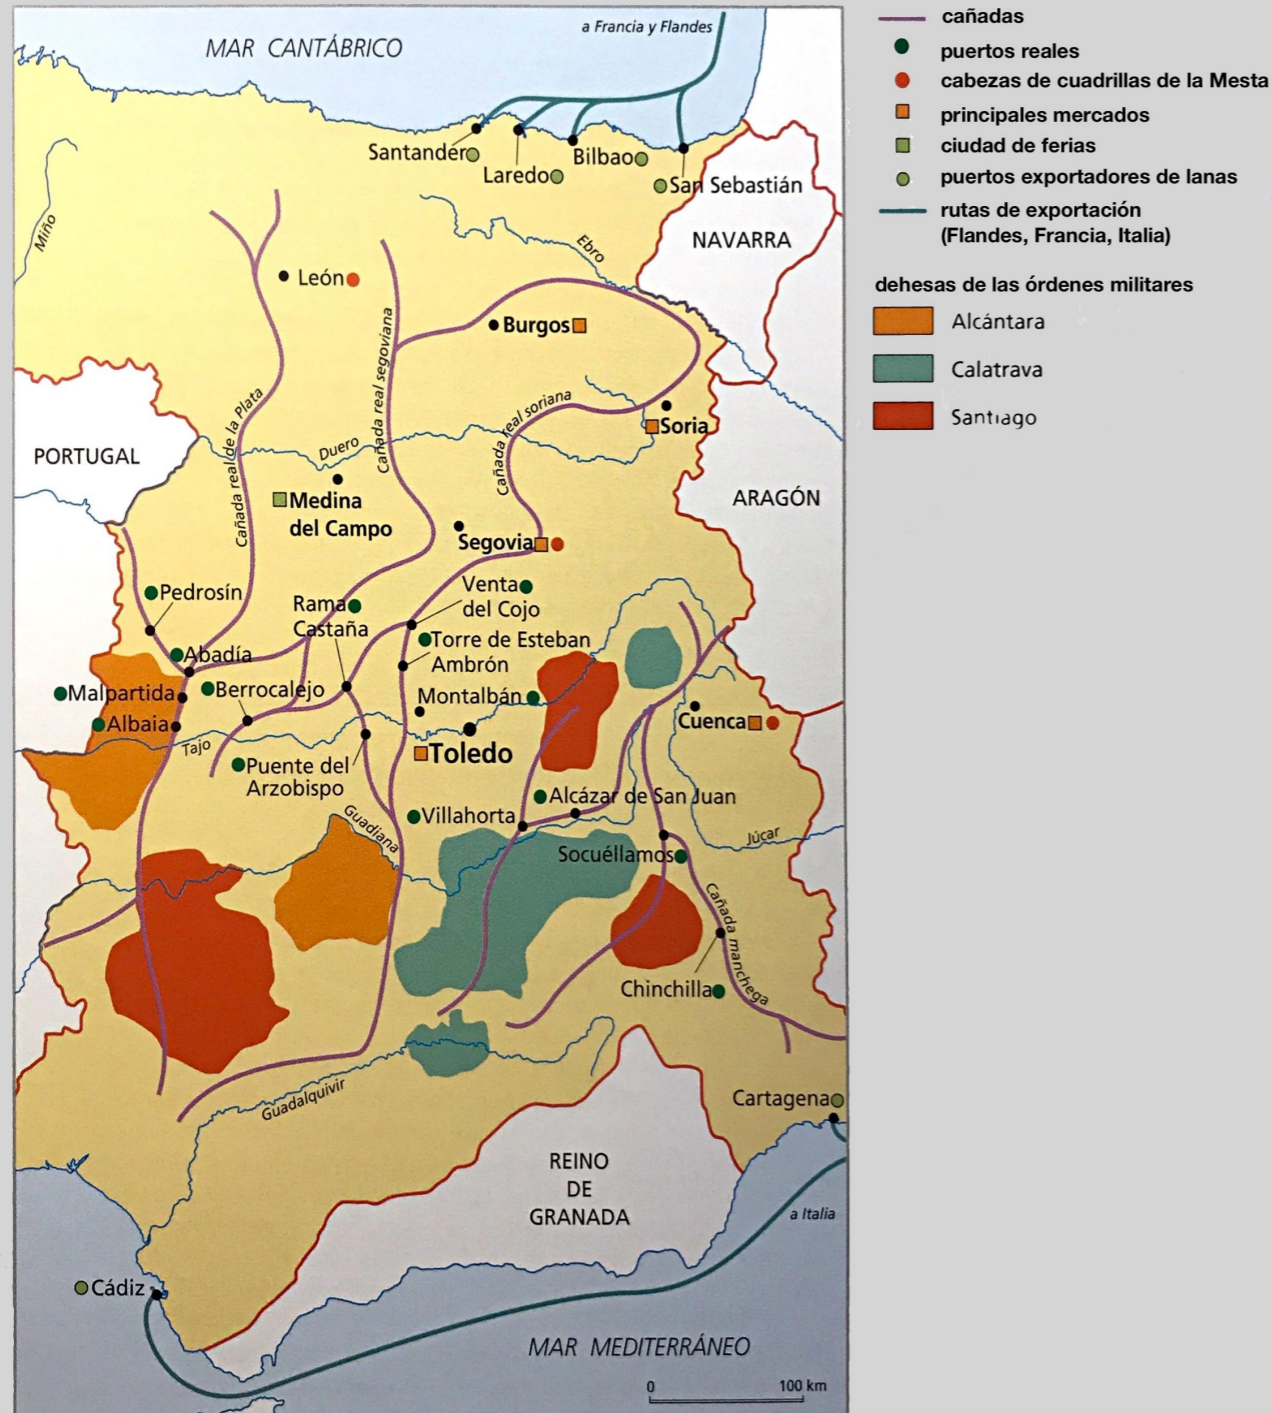 a Francia y Flandes
MAR CANTÁBRICO
Santander
Laredo
Bilbao
San Sebastián
Miño
Ebro
NAVARRA
León
Burgos
Cañada real segoviana
Cañada real de la Plata
Cañada real soriana
Soria
Duero
PORTUGAL
ARAGÓN
Medina
del Campo
Segovia
Pedrosín
Rama
Castaña
Venta
del Cojo
Torre de Esteban
Ambrón
Abadía
Malpartida
Berrocalejo
Montalbán
Cuenca
Albaia
Tajo
Toledo
Puente del
Arzobispo
Guadiana
Villahorta
Alcázar de San Juan
Júcar
Socuéllamos
Cañada manchega
Chinchilla
Guadalquivir
Cartagena
REINO
DE
GRANADA
a Italia
Cádiz
MAR MEDITERRÁNEO
0 100 km
cañadas
puertos reales
cabezas de cuadrillas de la Mesta
principales mercados
ciudad de ferias
puertos exportadores de lanas
rutas de exportación
(Flandes, Francia, Italia)
dehesas de las órdenes militares
Alcántara
Calatrava
Santiago